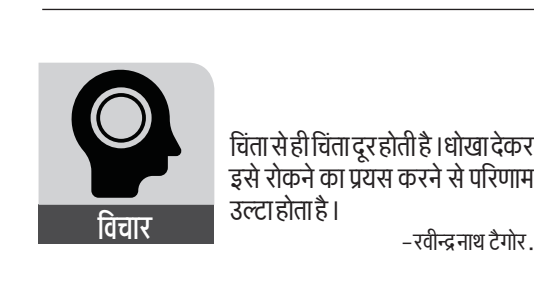 चिंता से ही चिंता दूर होती है ।धोखा देकर
इसे रोकने का प्रयस करने से परिणाम
उल्टा होता है ।
-रवीन्द्र नाथ टैगोर.
विचार